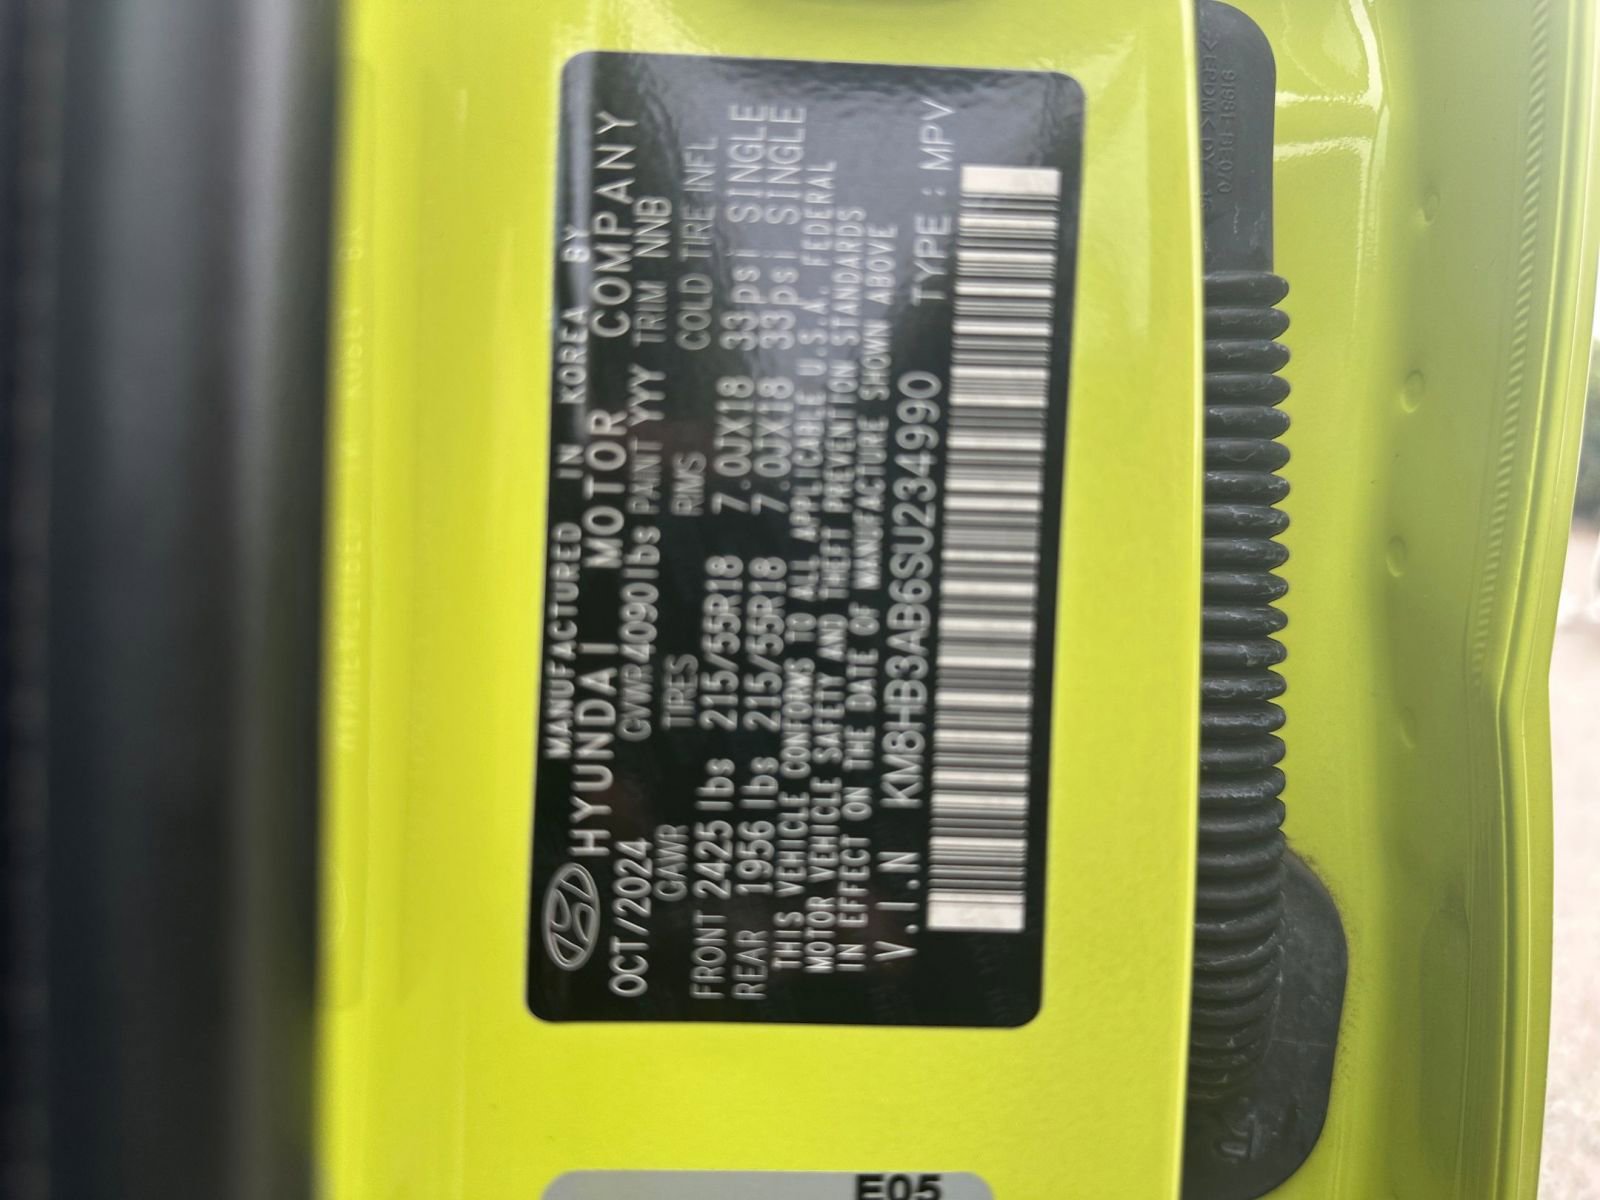 MANUFACTURED IN KOREA BY
HYUNDAI MOTOR COMPANY
OCT/2024 GVWR 4090lbs PAINT YYY TRIM NNB
GAWR TIRES RIMS COLD TIRE INFL
FRONT 2425 lbs 215/55R18 7.0JX18 33psi SINGLE
REAR 1956 lbs 215/55R18 7.0JX18 33psi SINGLE
THIS VEHICLE CONFORMS TO ALL APPLICABLE U.S.A. FEDERAL
MOTOR VEHICLE SAFETY AND THEFT PREVENTION STANDARDS
IN EFFECT ON THE DATE OF MANUFACTURE SHOWN ABOVE
V.I.N KM8HB3AB6SU234990 TYPE : MPV
E05